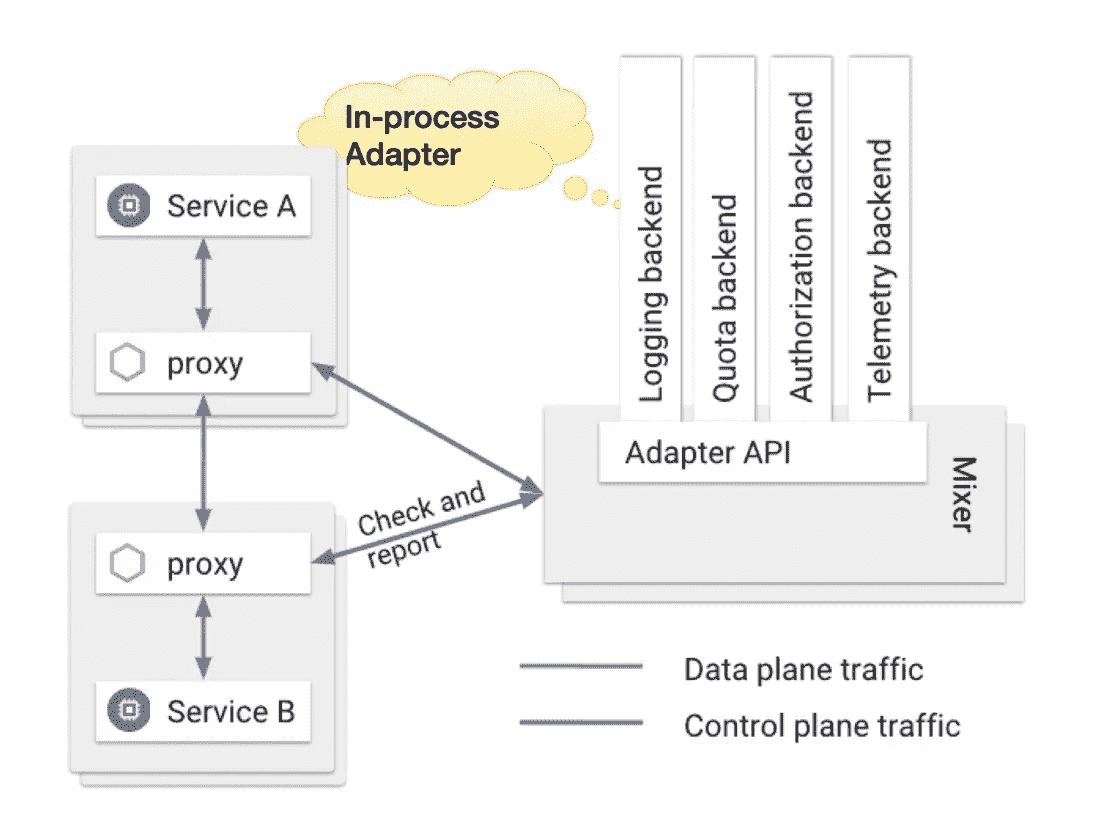 In-process
Adapter
Service A
proxy
proxy
Service B
Check and
report
Logging backend
Quota backend
Authorization backend
Telemetry backend
Adapter API
Mixer
Data plane traffic
Control plane traffic